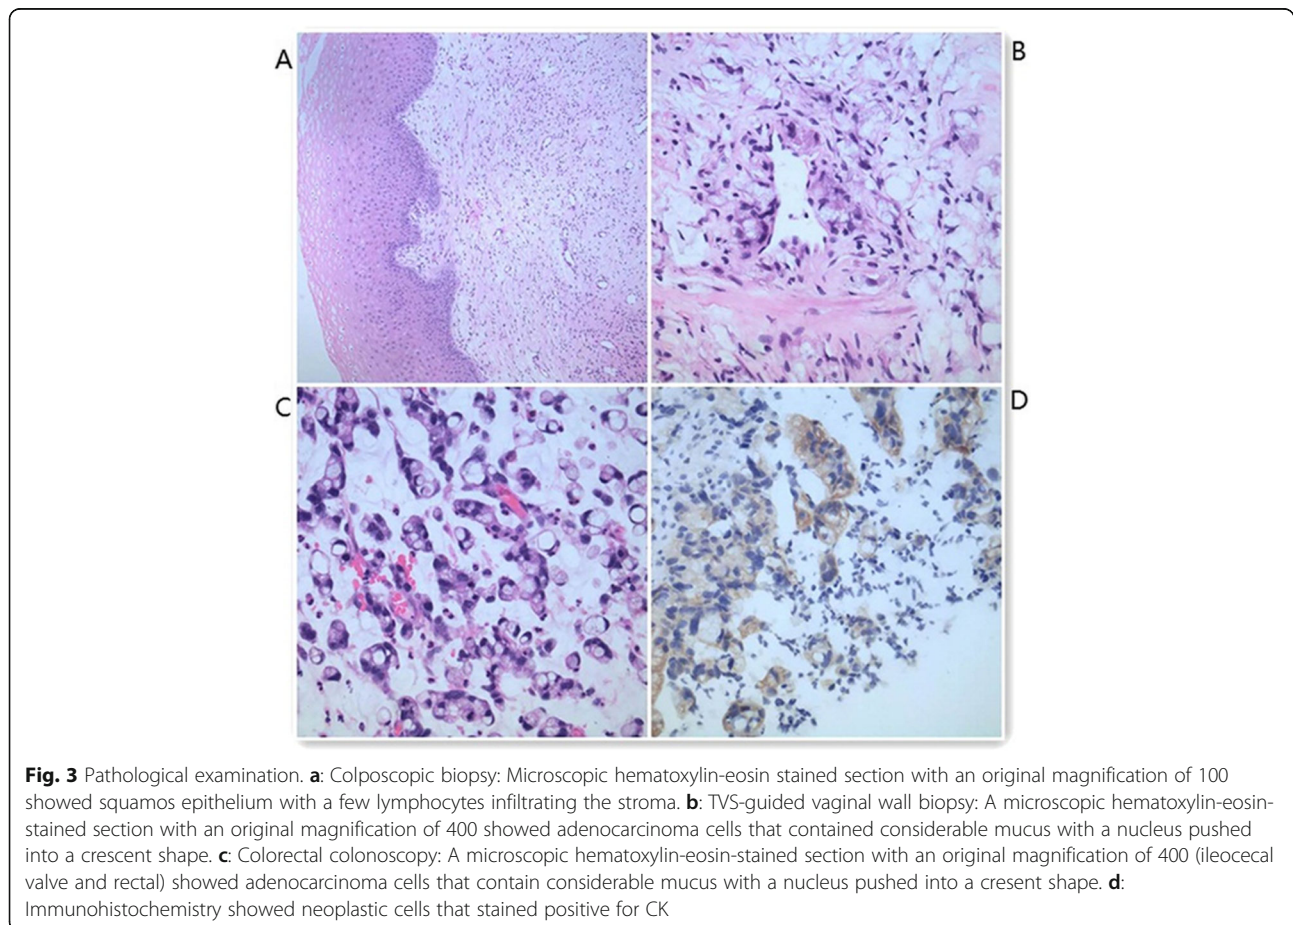 A
B
C
D
Fig. 3 Pathological examination. a: Colposcopic biopsy: Microscopic hematoxylin-eosin stained section with an original magnification of 100
showed squamos epithelium with a few lymphocytes infiltrating the stroma. b: TVS-guided vaginal wall biopsy: A microscopic hematoxylin-eosin-
stained section with an original magnification of 400 showed adenocarcinoma cells that contained considerable mucus with a nucleus pushed
into a crescent shape. c: Colorectal colonoscopy: A microscopic hematoxylin-eosin-stained section with an original magnification of 400 (ileocecal
valve and rectal) showed adenocarcinoma cells that contain considerable mucus with a nucleus pushed into a cresent shape. d:
Immunohistochemistry showed neoplastic cells that stained positive for CK